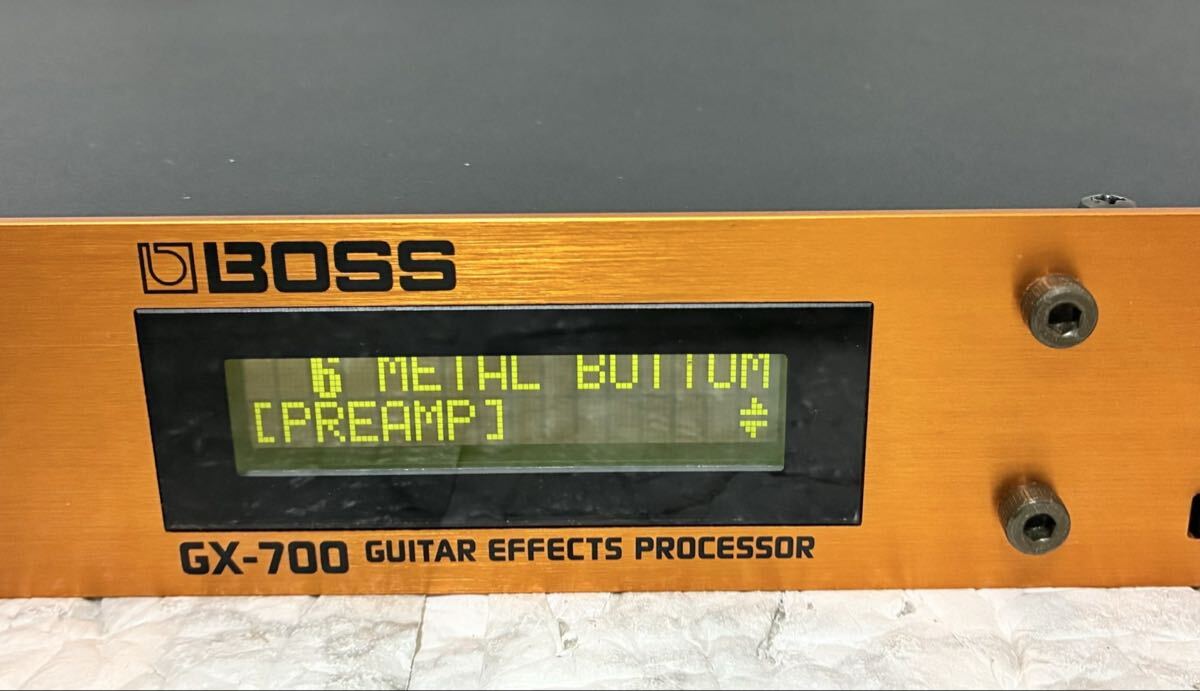 BOSS
6 METAL BOTTOM
[PREAMP]
GX-700 GUITAR EFFECTS PROCESSOR